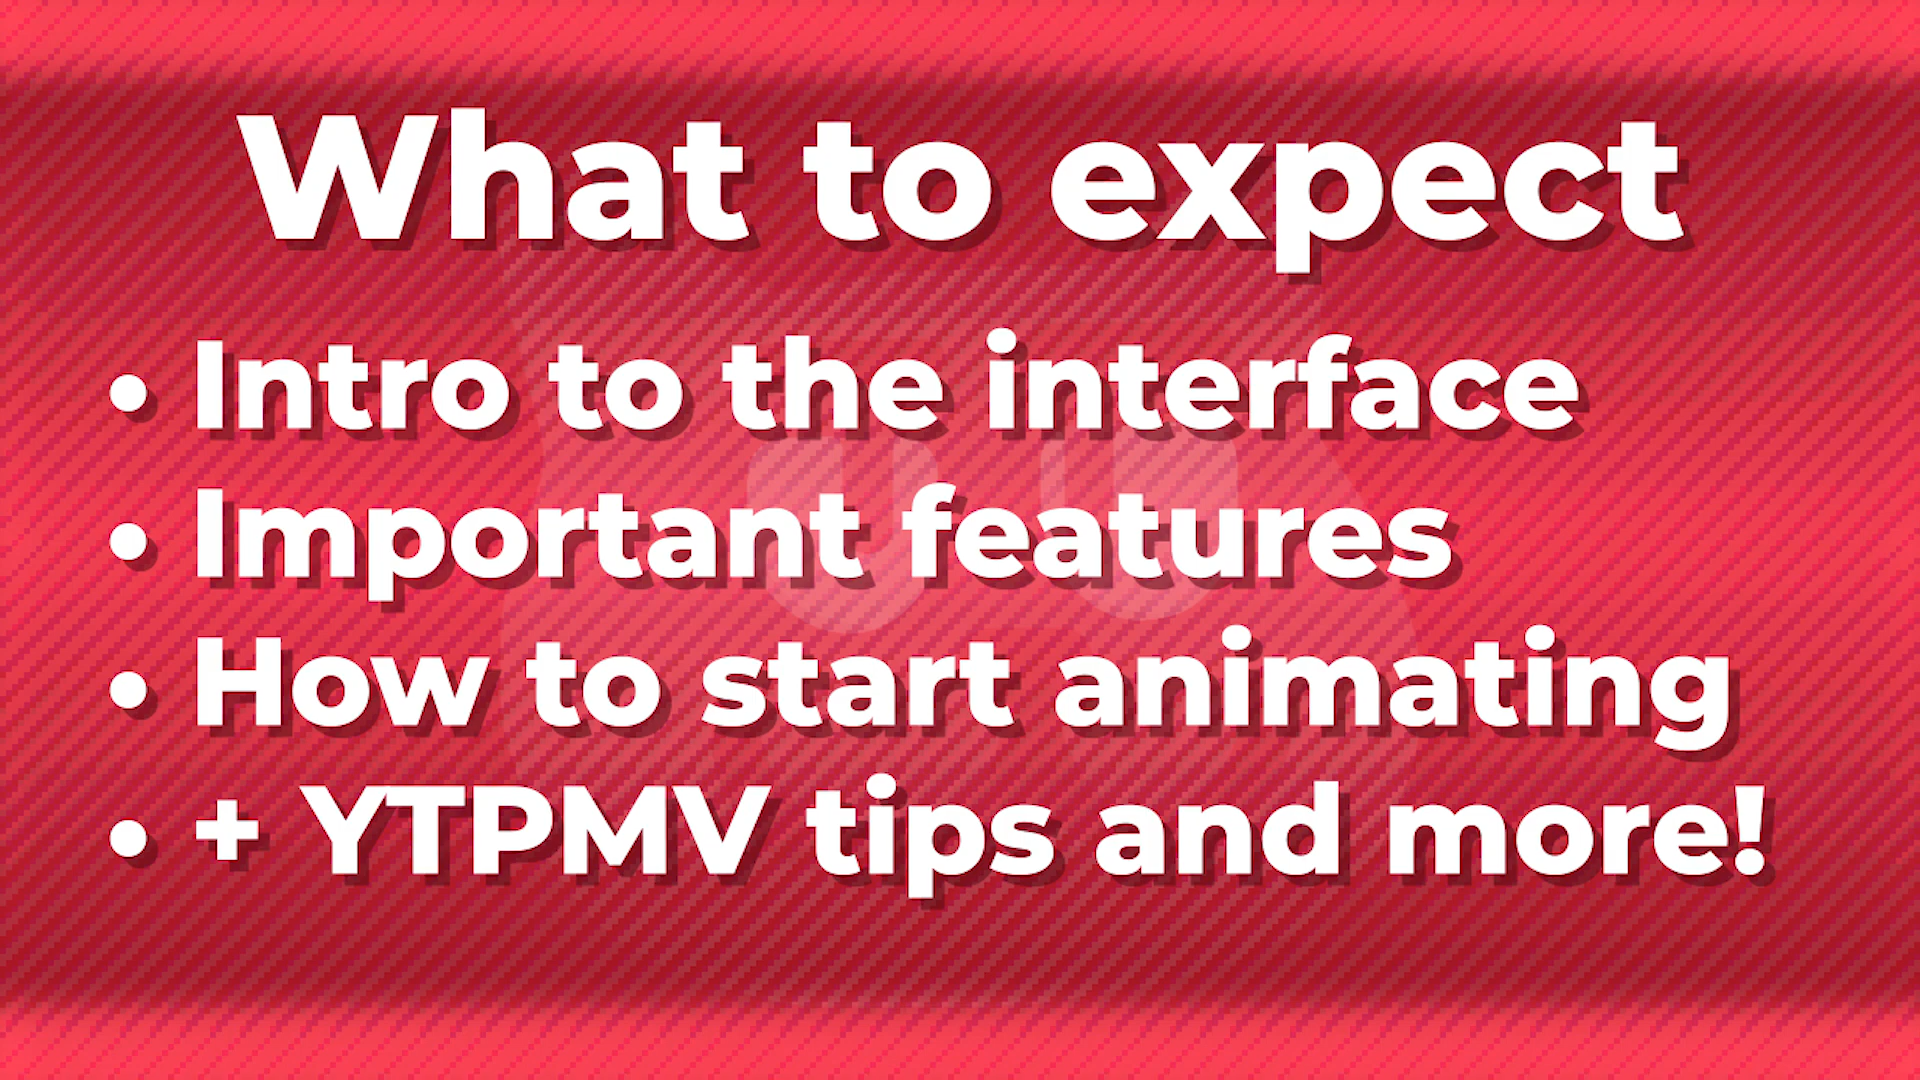 What to expect
• Intro to the interface
• Important features
• How to start animating
• + YTPMV tips and more!